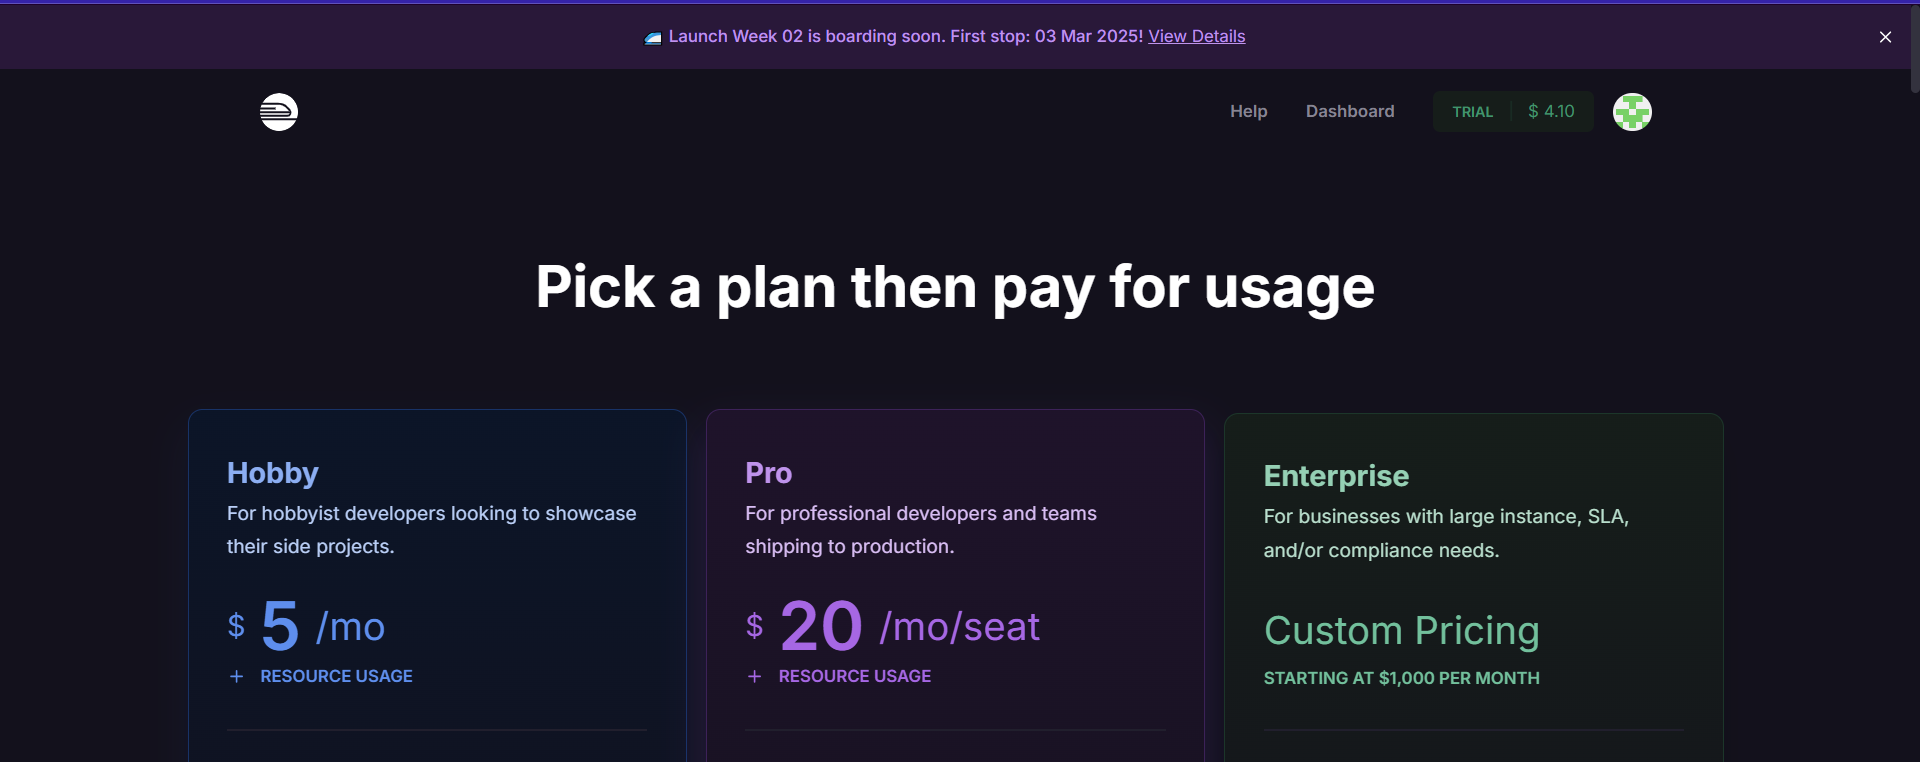 Launch Week 02 is boarding soon. First stop: 03 Mar 2025! View Details
Help Dashboard TRIAL $ 4.10
Pick a plan then pay for usage
Hobby
For hobbyist developers looking to showcase
their side projects.
$ 5 /mo
+ RESOURCE USAGE
Pro
For professional developers and teams
shipping to production.
$ 20 /mo/seat
+ RESOURCE USAGE
Enterprise
For businesses with large instance, SLA,
and/or compliance needs.
Custom Pricing
STARTING AT $1,000 PER MONTH